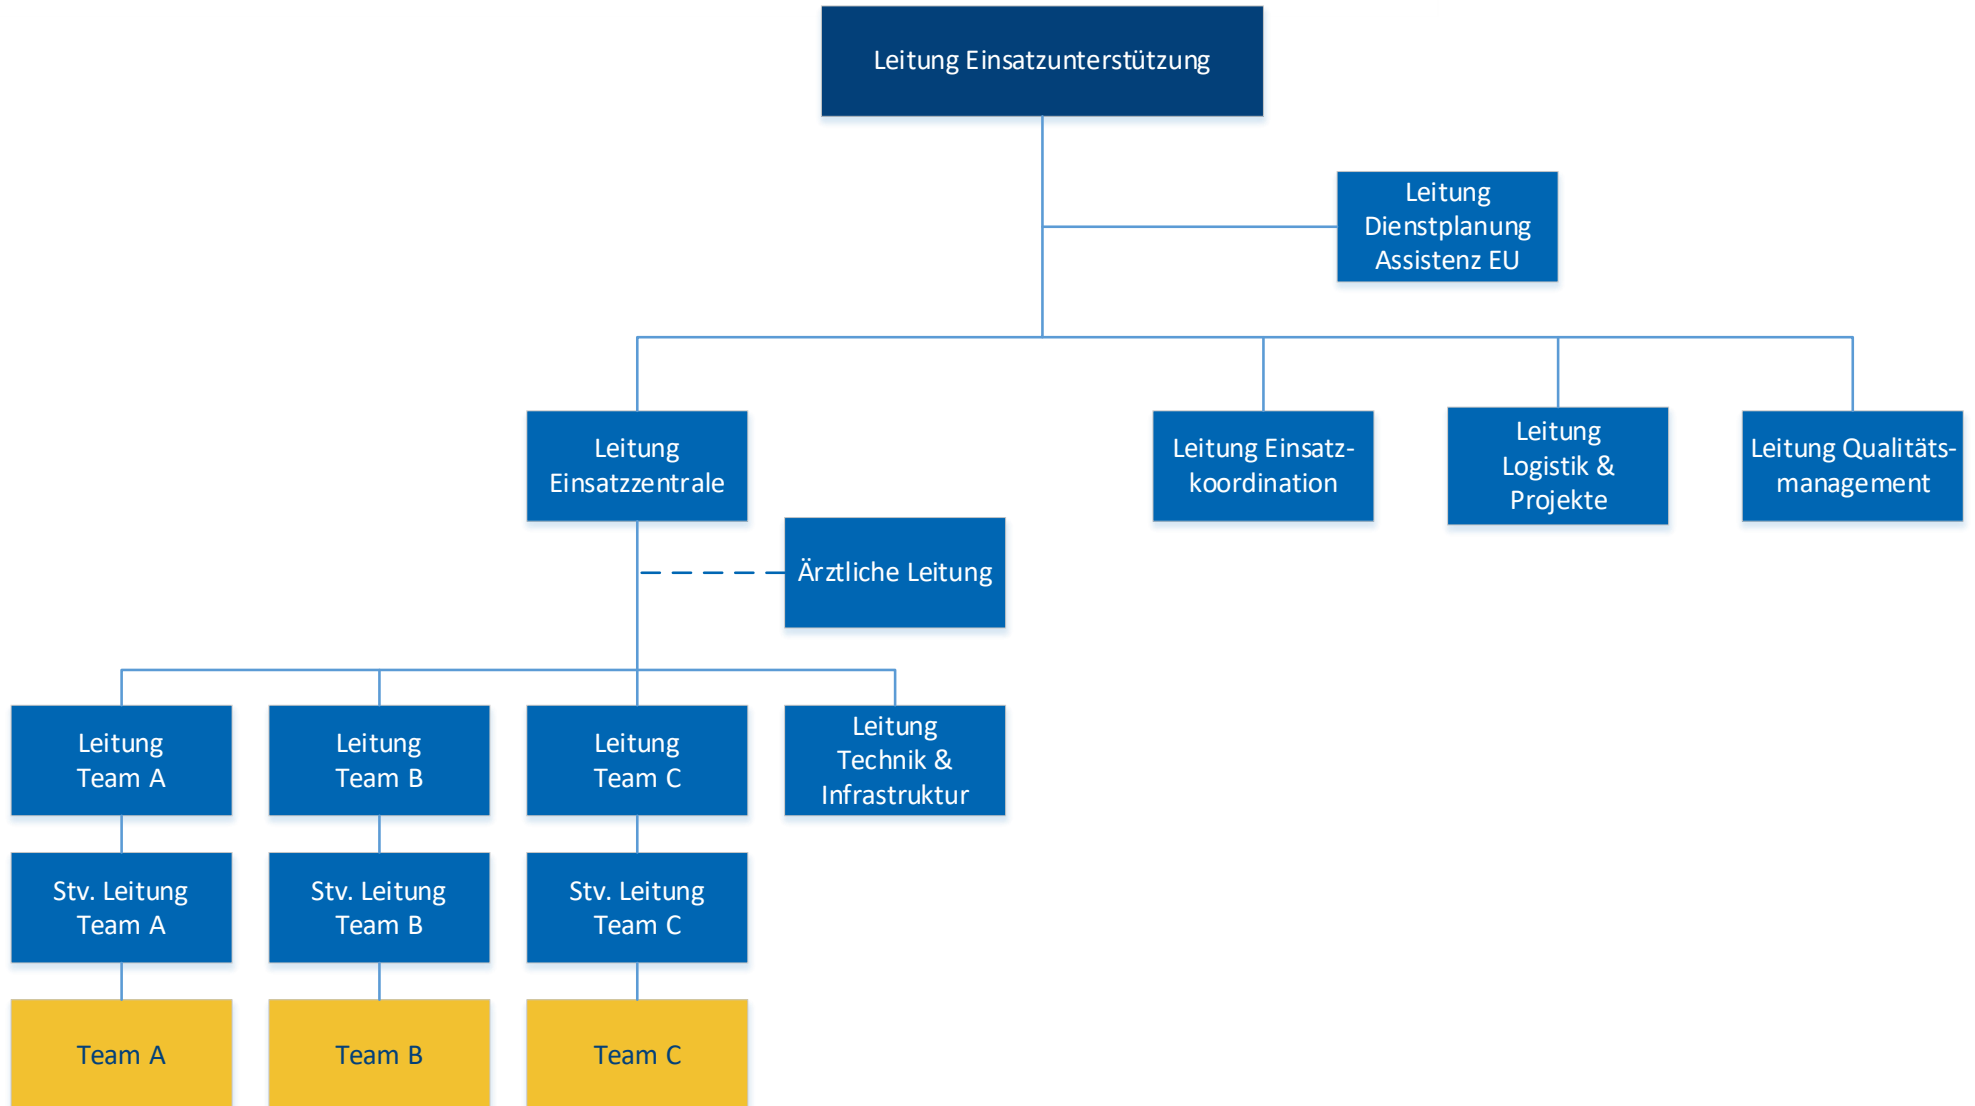 Leitung Einsatzunterstützung
Leitung
Dienstplanung
Assistenz EU
Leitung
Einsatzzentrale
Leitung Einsatz-
koordination
Leitung
Logistik &
Projekte
Leitung Qualitäts-
management
Ärztliche Leitung
Leitung
Team A
Leitung
Team B
Leitung
Team C
Leitung
Technik &
Infrastruktur
Stv. Leitung
Team A
Stv. Leitung
Team B
Stv. Leitung
Team C
Team A
Team B
Team C